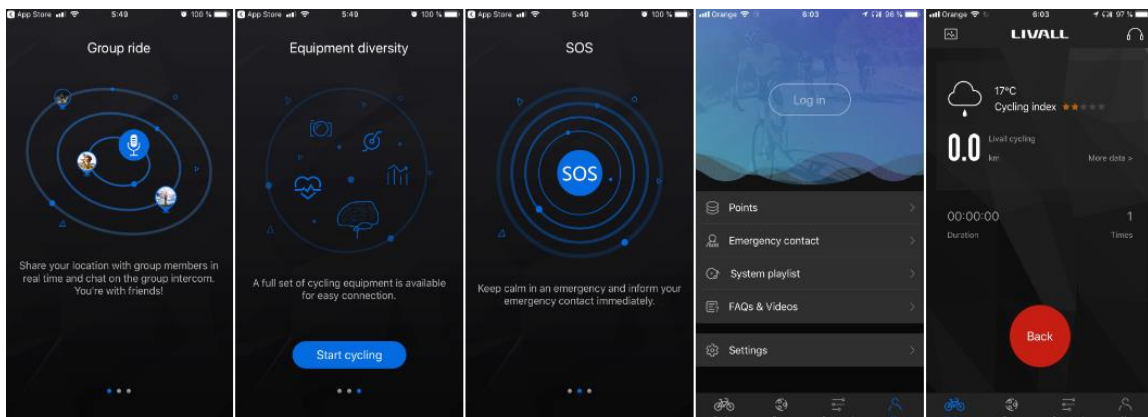 App Store 5:49 100 %
Group ride
Share your location with group members in
real time and chat on the group intercom.
You're with friends!
App Store 5:49 100 %
Equipment diversity
A full set of cycling equipment is available
for easy connection.
Start cycling
App Store 5:49 100 %
SOS
SOS
Keep calm in an emergency and inform your
emergency contact immediately.
Orange 6:03 96 %
Log in
Points
Emergency contact
System playlist
FAQs & Videos
Settings
Orange 6:03 97 %
LIVALL
17°C
Cycling index
0.0 Livall cycling
km More data >
00:00:00 1
Duration Times
Back